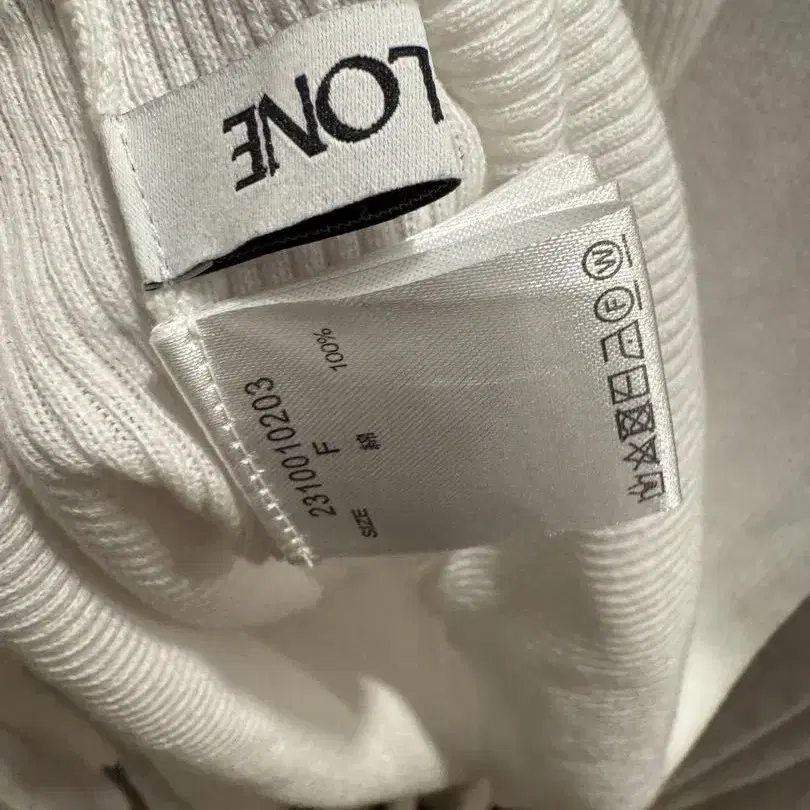 LONE
2310010203
SIZE F
綿 100%
F
W